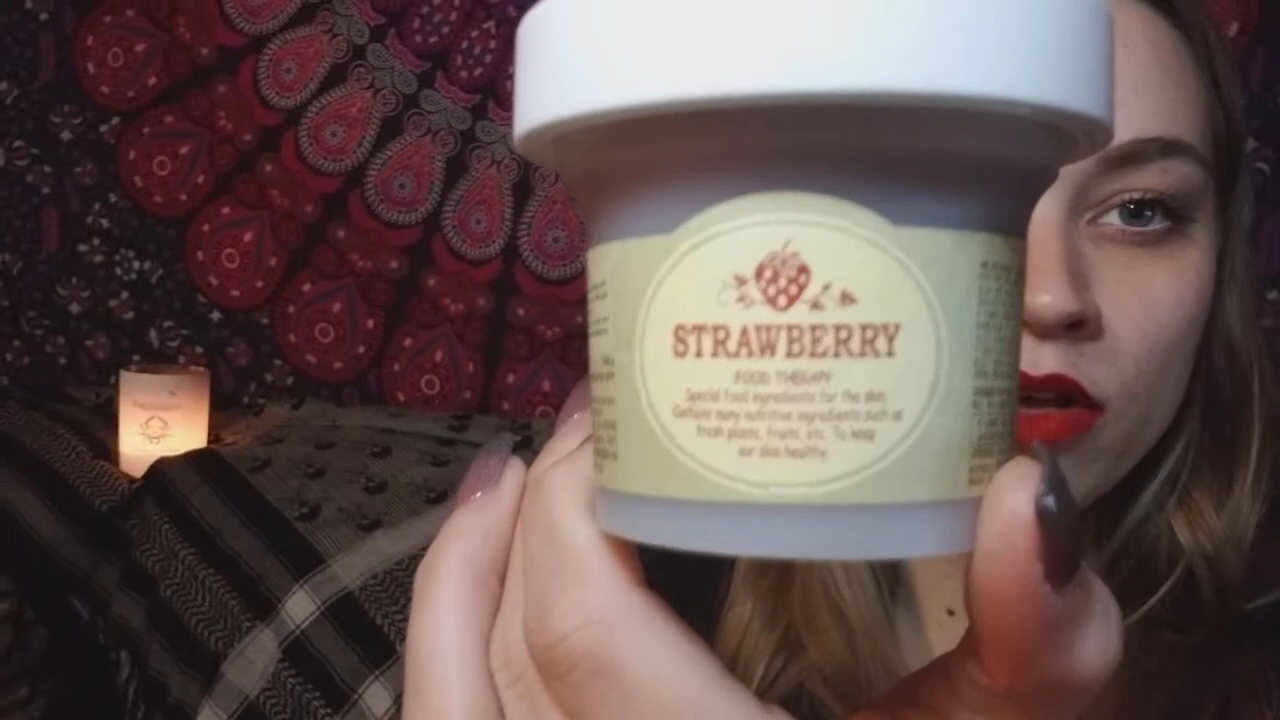 STRAWBERRY
FOOD THERAPY
Special food ingredients for the skin.
Contains many nutritive ingredients such as
fresh plants, fruits, etc. To keep
our skin healthy.